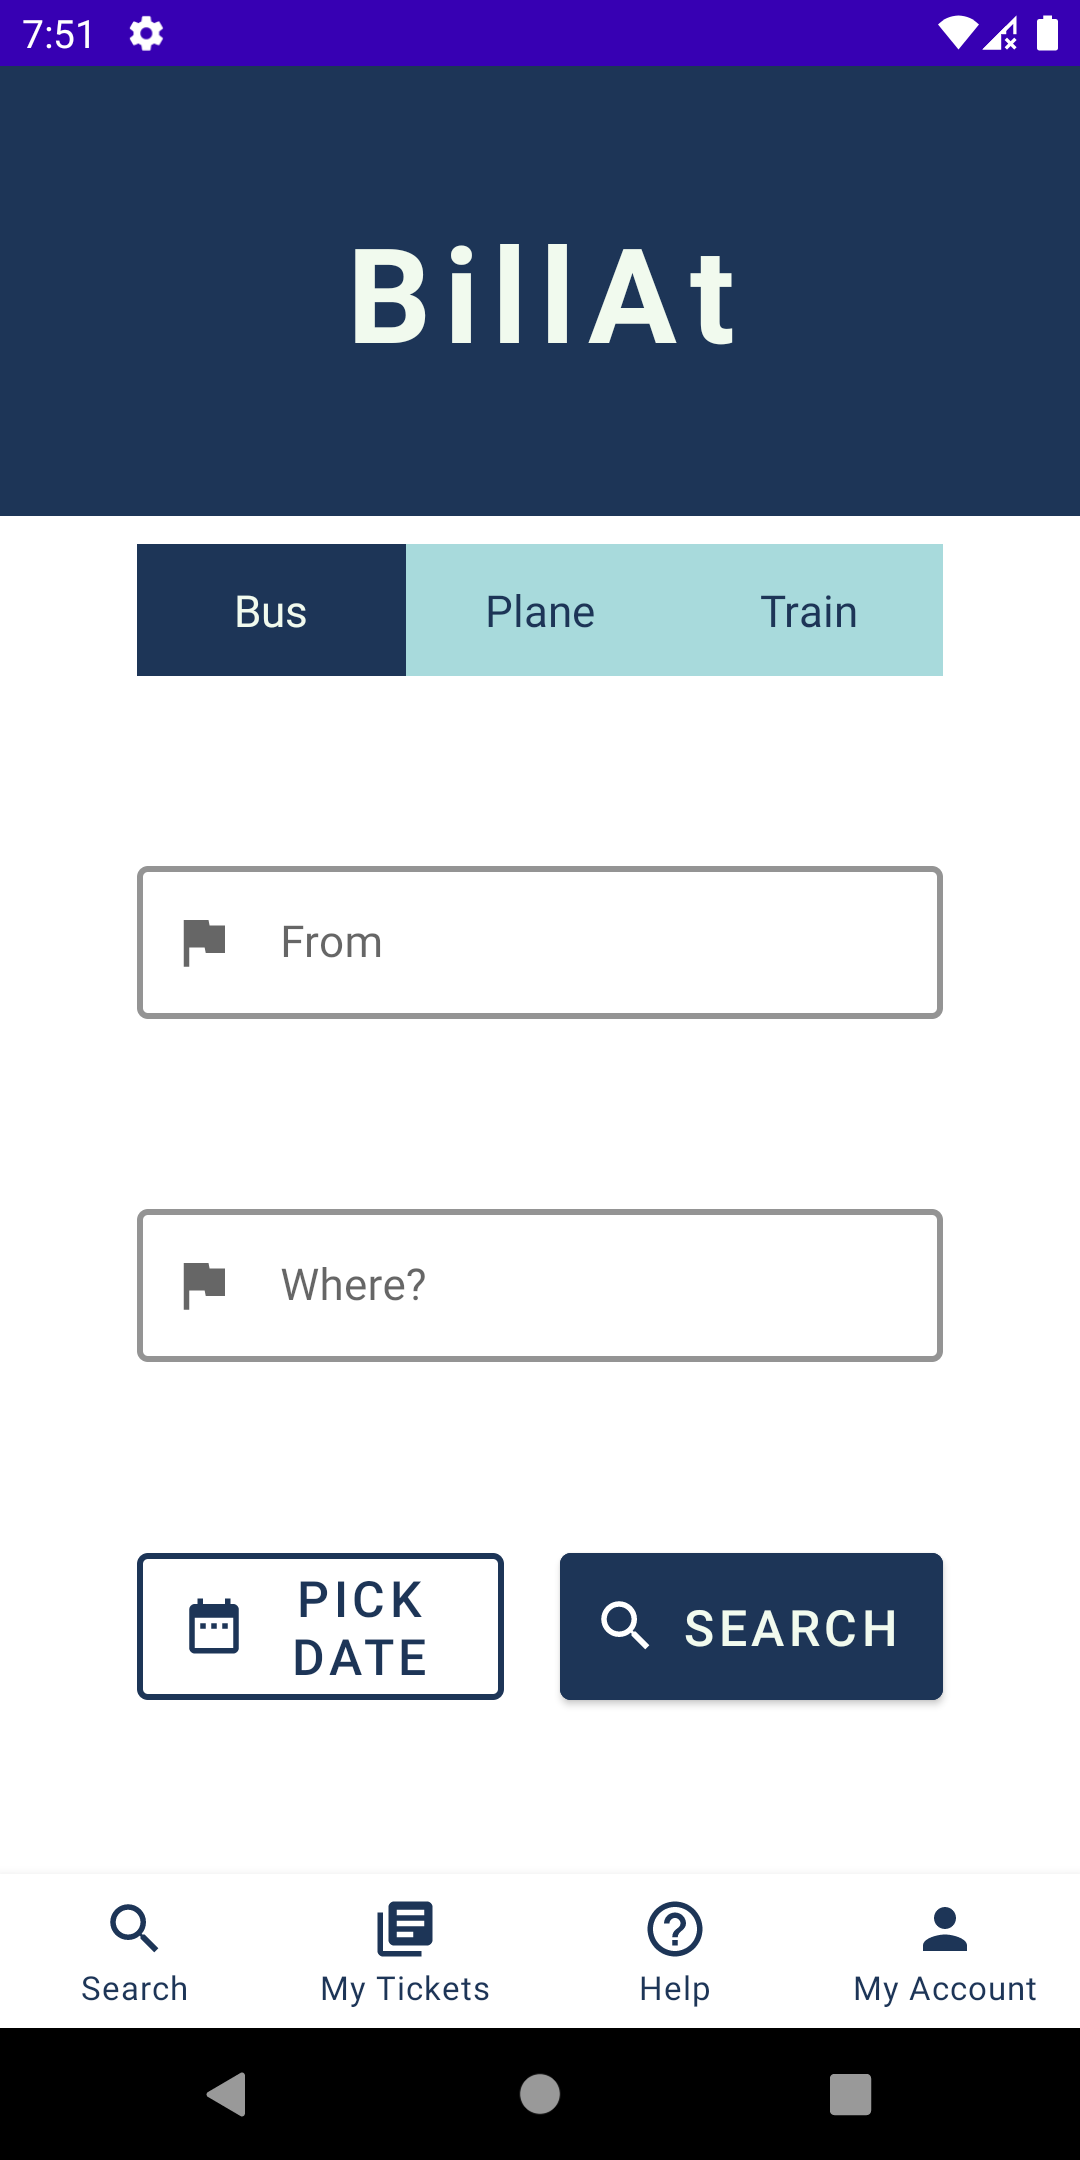 7:51
BillAt
Bus Plane Train
From
Where?
PICK
DATE
SEARCH
Search My Tickets Help My Account